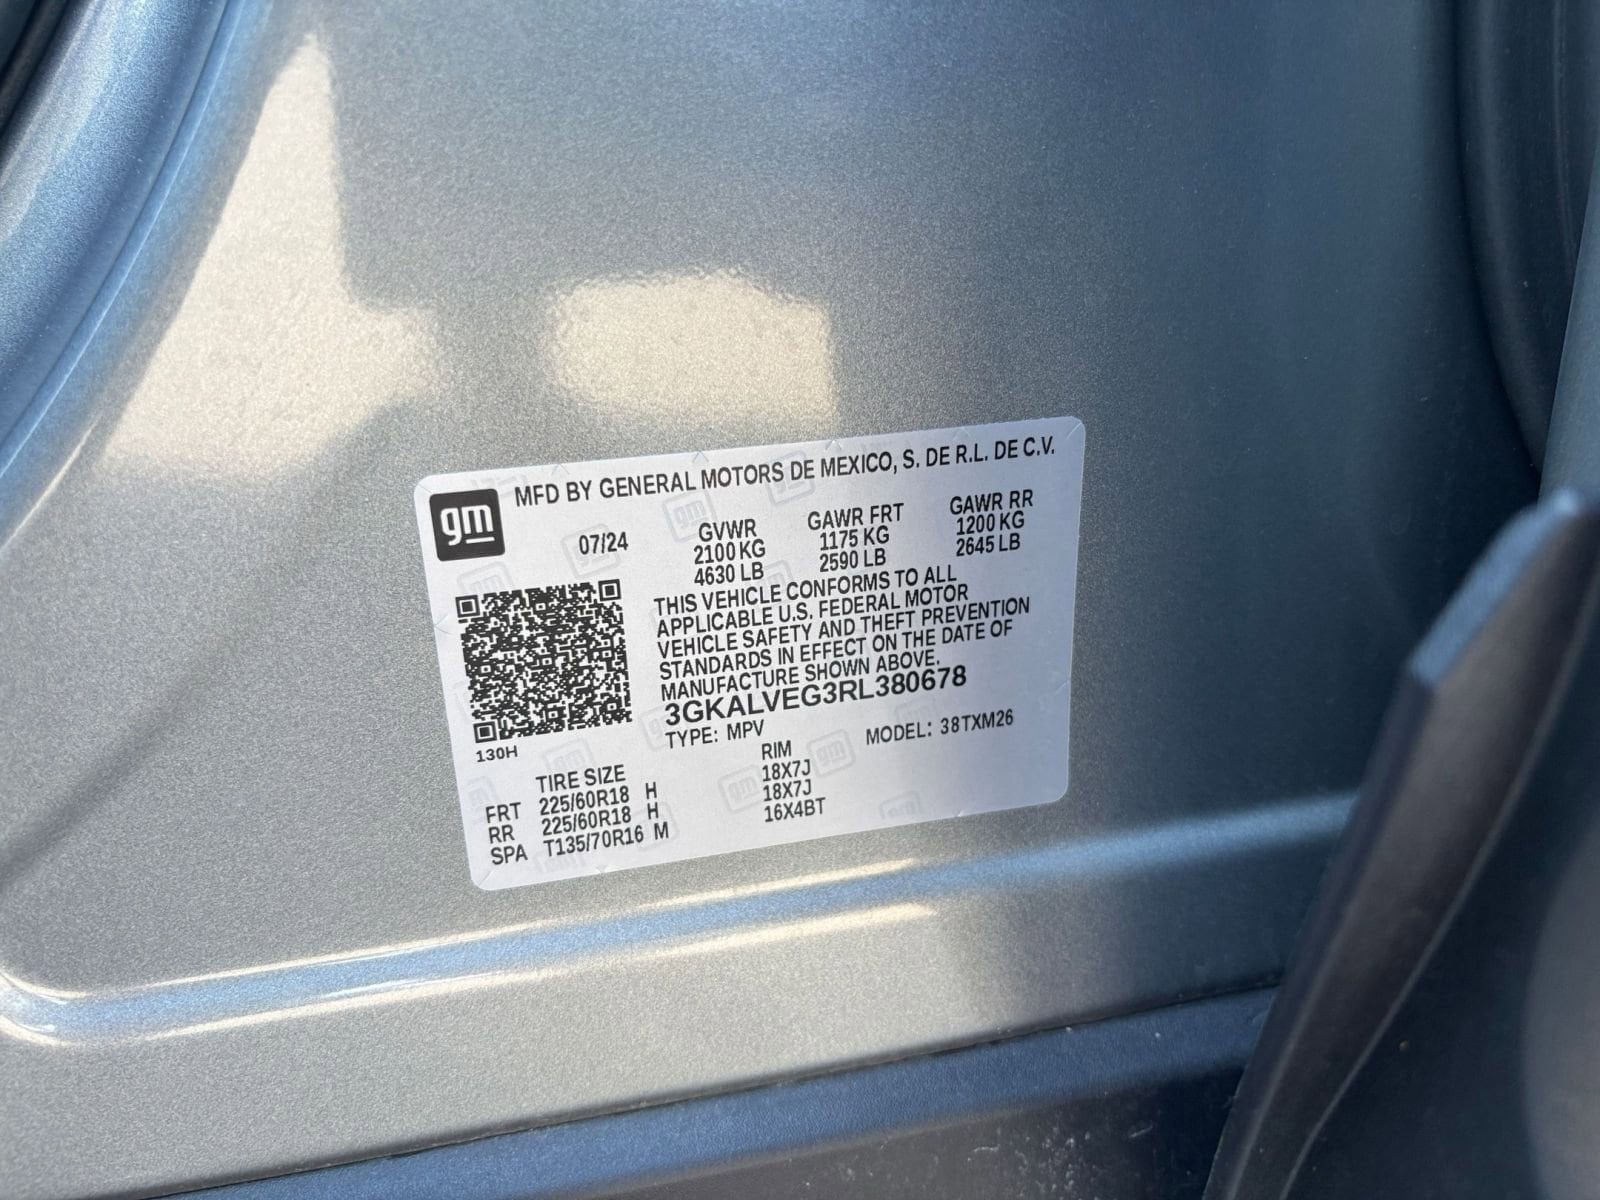 gm
MFD BY GENERAL MOTORS DE MEXICO, S. DE R.L. DE C.V.
07/24 GVWR GAWR FRT GAWR RR
2100 KG 1175 KG 1200 KG
4630 LB 2590 LB 2645 LB
THIS VEHICLE CONFORMS TO ALL
APPLICABLE U.S. FEDERAL MOTOR
VEHICLE SAFETY AND THEFT PREVENTION
STANDARDS IN EFFECT ON THE DATE OF
MANUFACTURE SHOWN ABOVE.
3GKALVEG3RL380678
TYPE: MPV MODEL: 38TXM26
130H
TIRE SIZE RIM
FRT 225/60R18 H 18X7J
RR 225/60R18 H 18X7J
SPA T135/70R16 M 16X4BT